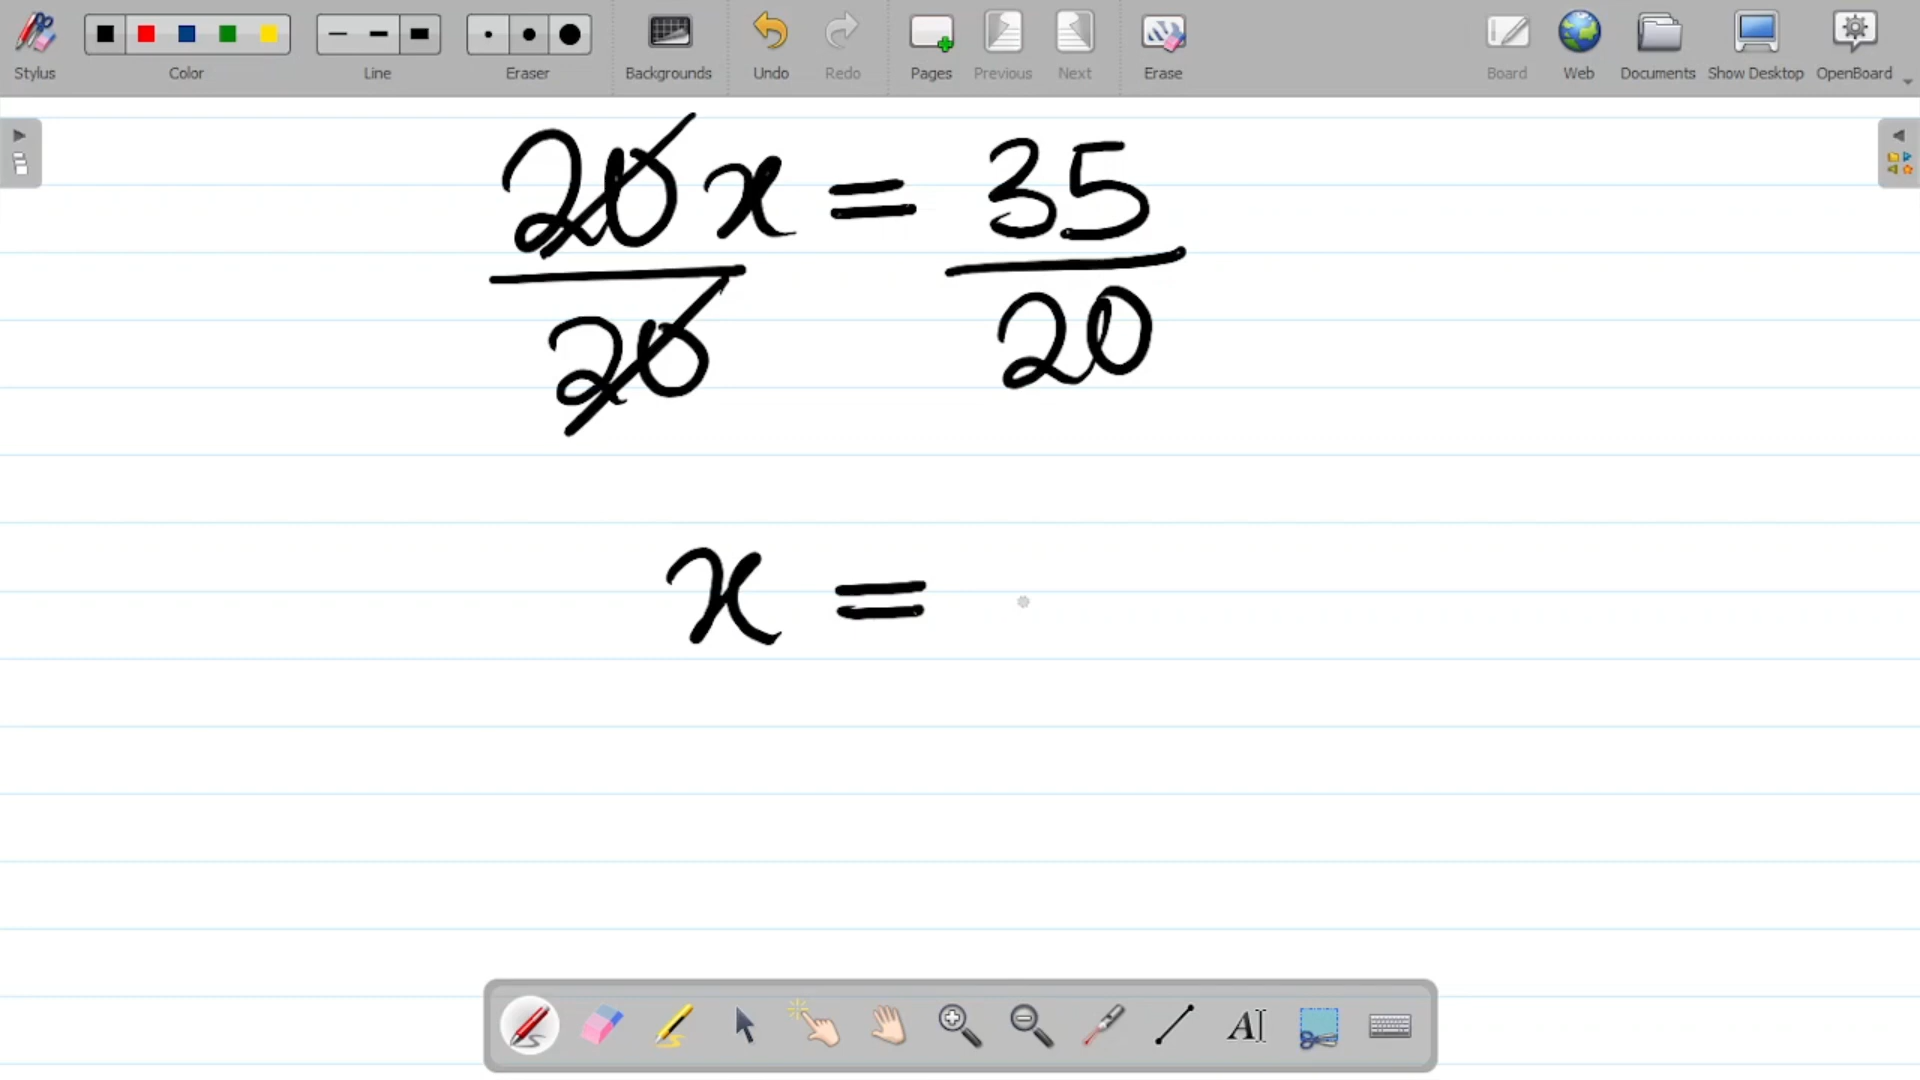 Stylus Color Line Eraser Backgrounds Undo Redo Pages Previous Next Erase Board Web Documents Show Desktop OpenBoard
20x = 35
20 20
x =
A